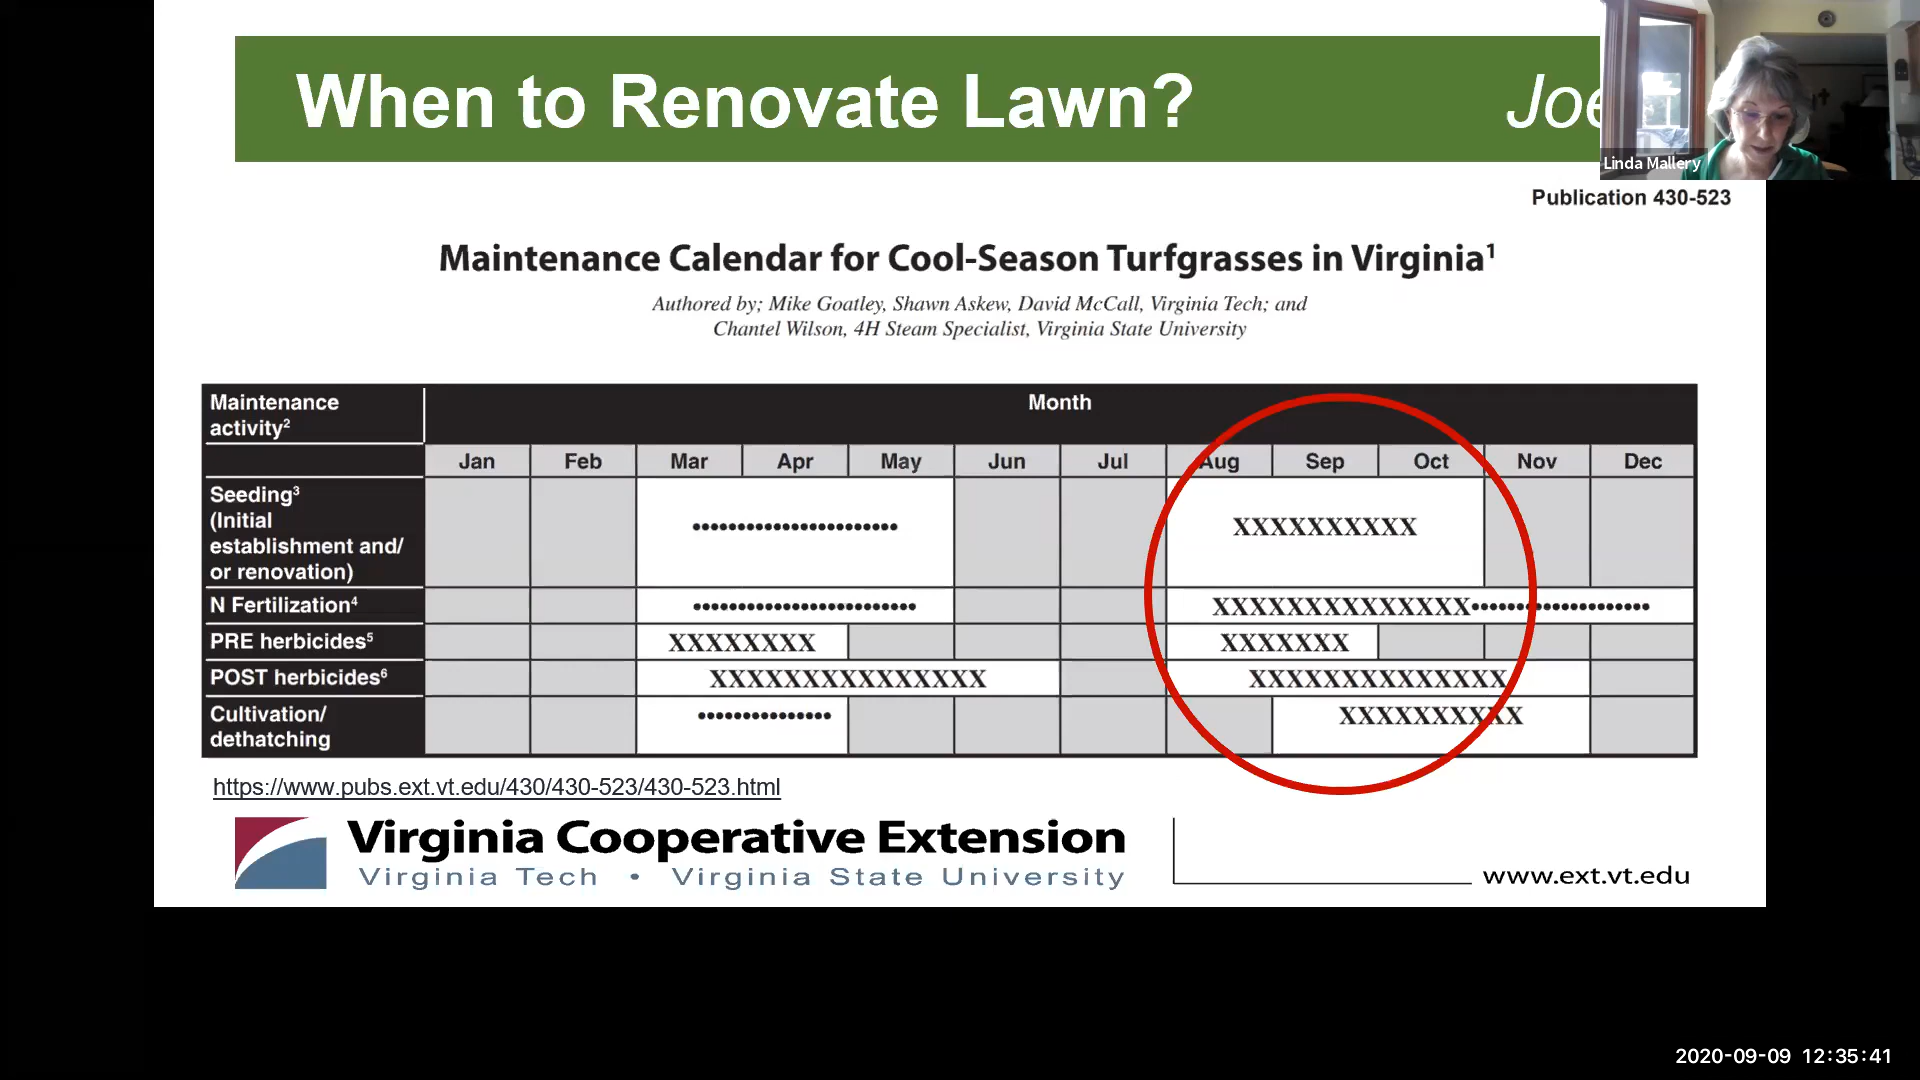 When to Renovate Lawn?
Joe
Linda Mallery
Publication 430-523
Maintenance Calendar for Cool-Season Turfgrasses in Virginia¹
Authored by; Mike Goatley, Shawn Askew, David McCall, Virginia Tech; and
Chantel Wilson, 4H Steam Specialist, Virginia State University
Maintenance
activity²
Month
Jan Feb Mar Apr May Jun Jul Aug Sep Oct Nov Dec
Seeding³
(Initial
establishment and/
or renovation)
•••••••••••••••••••••• XXXXXXXXXX
N Fertilization⁴ •••••••••••••••••••••••• XXXXXXXXXXXXXX•••••••••••••••••••
PRE herbicides⁵ XXXXXXXX XXXXXXX
POST herbicides⁶ XXXXXXXXXXXXXXX XXXXXXXXXXXXXX
Cultivation/
dethatching
•••••••••••••• XXXXXXXXXX
https://www.pubs.ext.vt.edu/430/430-523/430-523.html
Virginia Cooperative Extension
Virginia Tech • Virginia State University
www.ext.vt.edu
2020-09-09 12:35:41